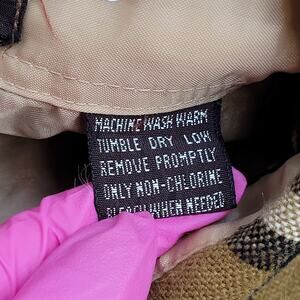 MACHINE WASH WARM
TUMBLE DRY LOW
REMOVE PROMPTLY
ONLY NON-CHLORINE
BLEACH WHEN NEEDED